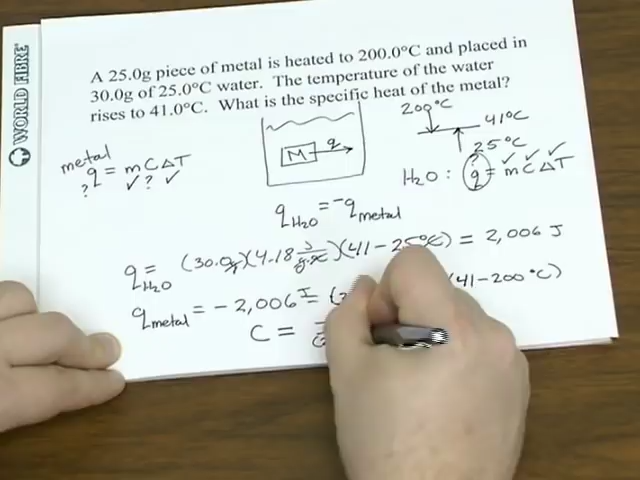 WORLD FIBRE
A 25.0g piece of metal is heated to 200.0°C and placed in
30.0g of 25.0°C water. The temperature of the water
rises to 41.0°C. What is the specific heat of the metal?
200°C
41°C
25°C
metal
q = mC∆T
? ✓ ? ✓
M q
?
✓ ✓ ✓
H₂O : q = mC∆T
q H₂O = -q metal
q H₂O = (30.0g)(4.18 J/g·°C)(41-25°C) = 2,006 J
q metal = -2,006 J = (2 (41-200°C)
C =